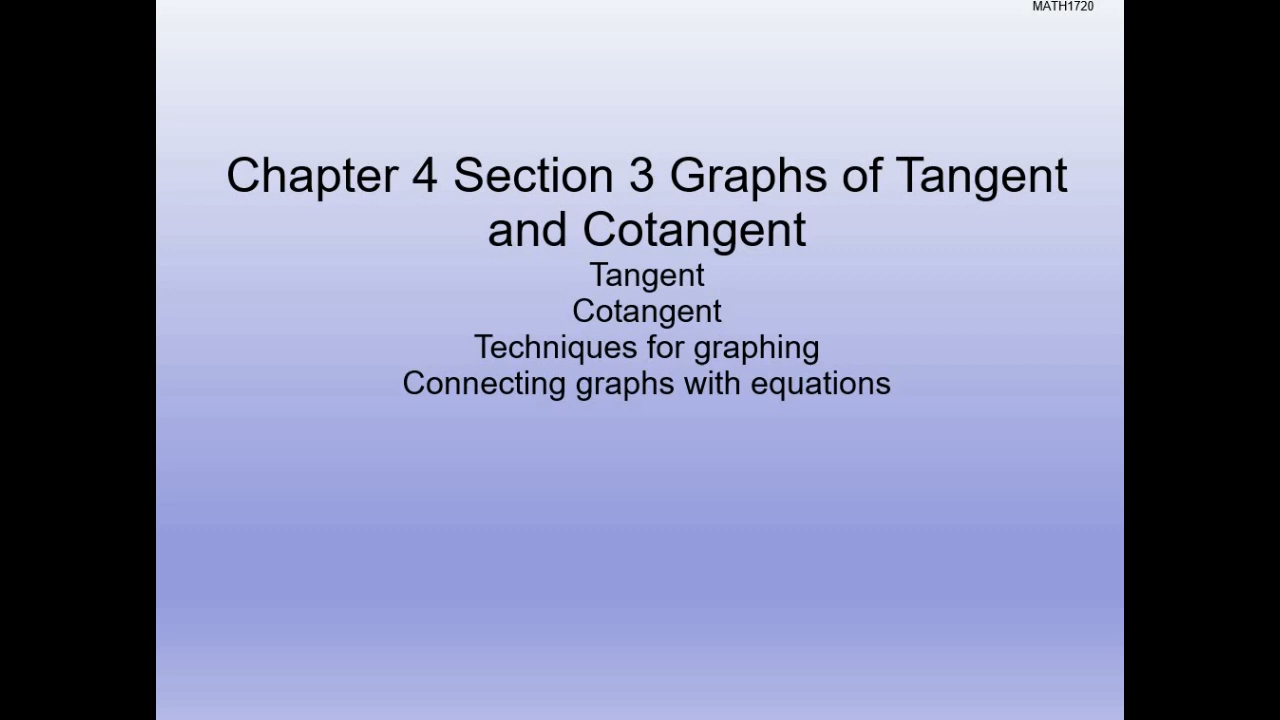 MATH1720
Chapter 4 Section 3 Graphs of Tangent
and Cotangent
Tangent
Cotangent
Techniques for graphing
Connecting graphs with equations